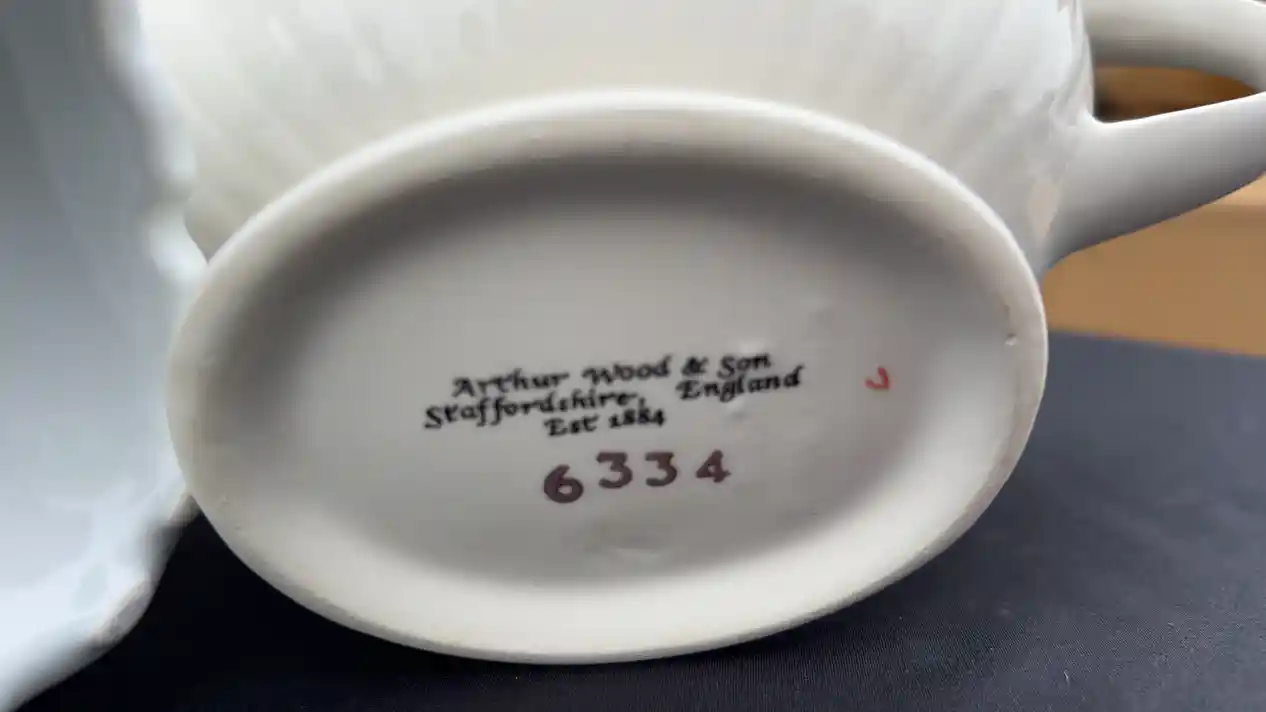 Arthur Wood & Son
Staffordshire, England
Est 1884
6334